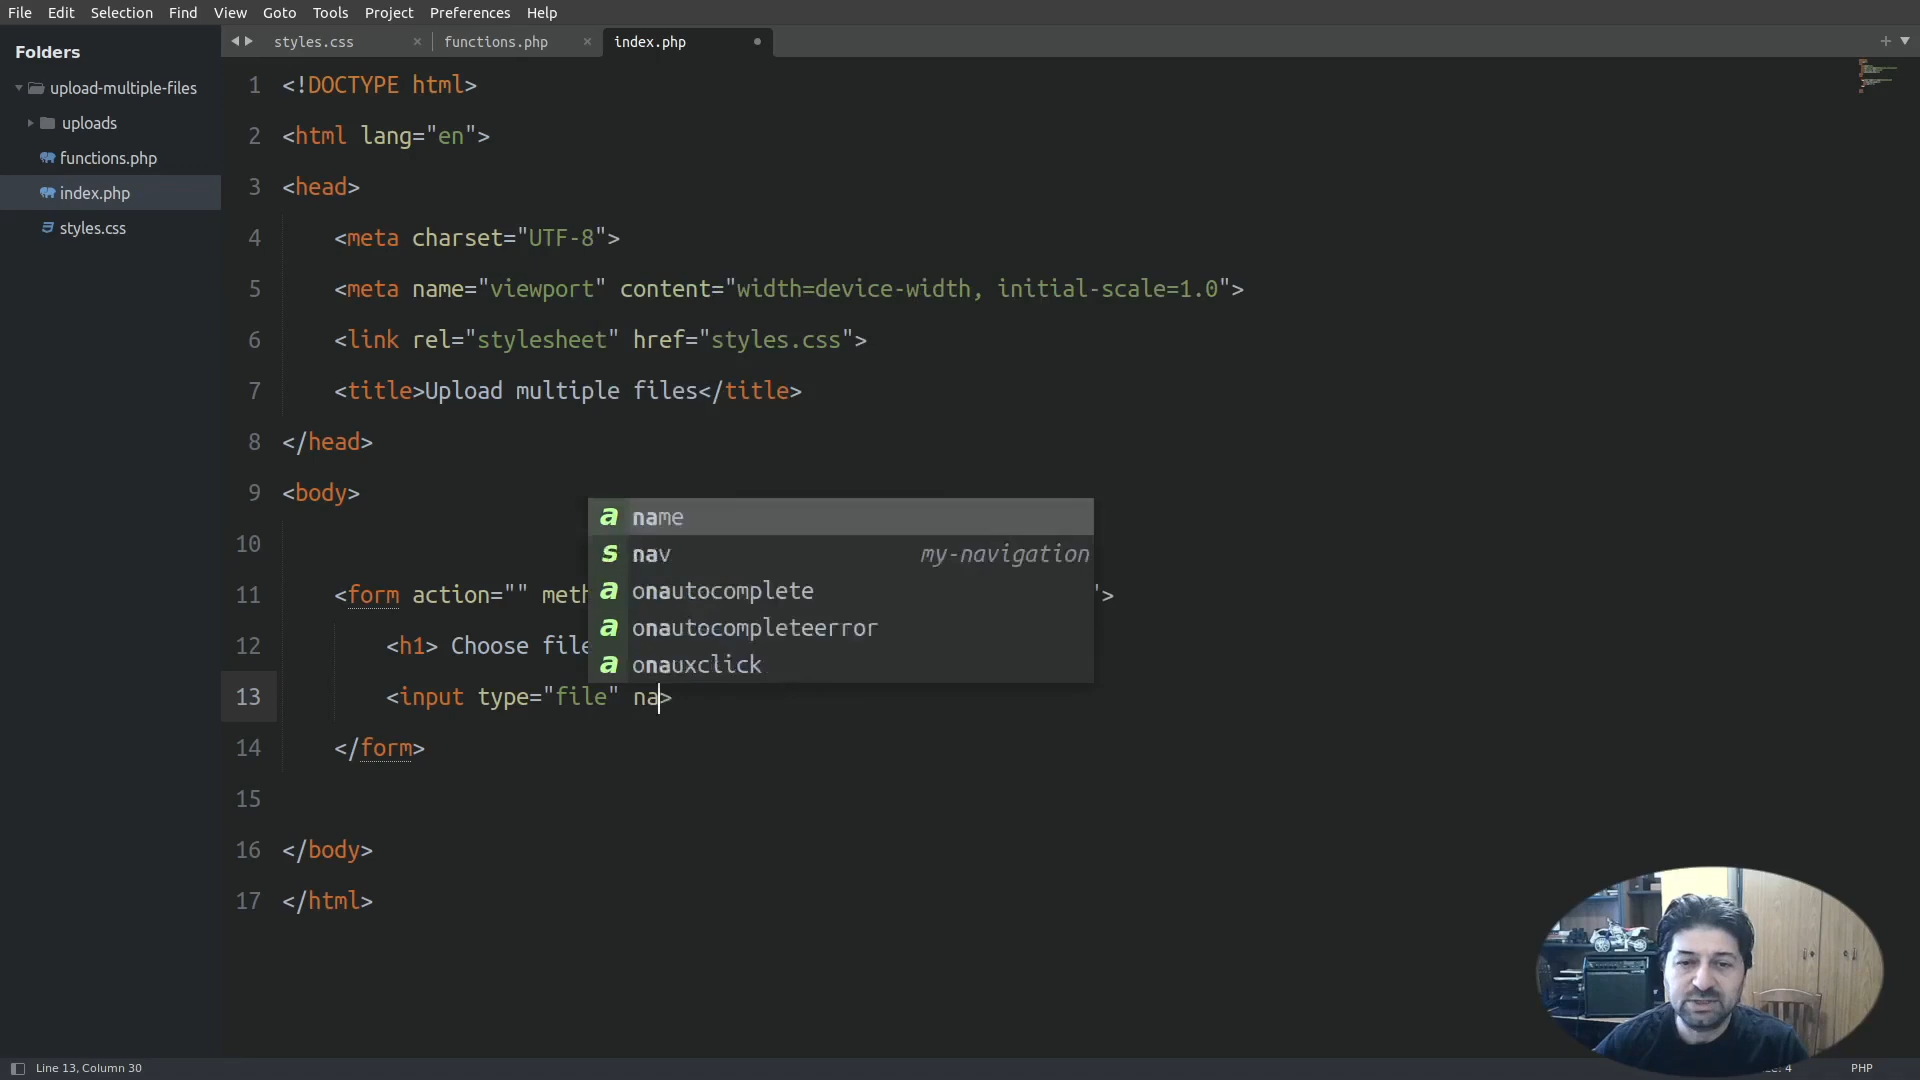 File Edit Selection Find View Goto Tools Project Preferences Help
Folders
upload-multiple-files
uploads
functions.php
index.php
styles.css
styles.css × functions.php × index.php
1 <!DOCTYPE html>
2 <html lang="en">
3 <head>
4 <meta charset="UTF-8">
5 <meta name="viewport" content="width=device-width, initial-scale=1.0">
6 <link rel="stylesheet" href="styles.css">
7 <title>Upload multiple files</title>
8 </head>
9 <body>
10
11 <form action="" meth ">
12 <h1> Choose file
13 <input type="file" na>
14 </form>
15
16 </body>
17 </html>
a name
s nav my-navigation
a onautocomplete
a onautocompleteerror
a onauxclick
Line 13, Column 30
4
PHP